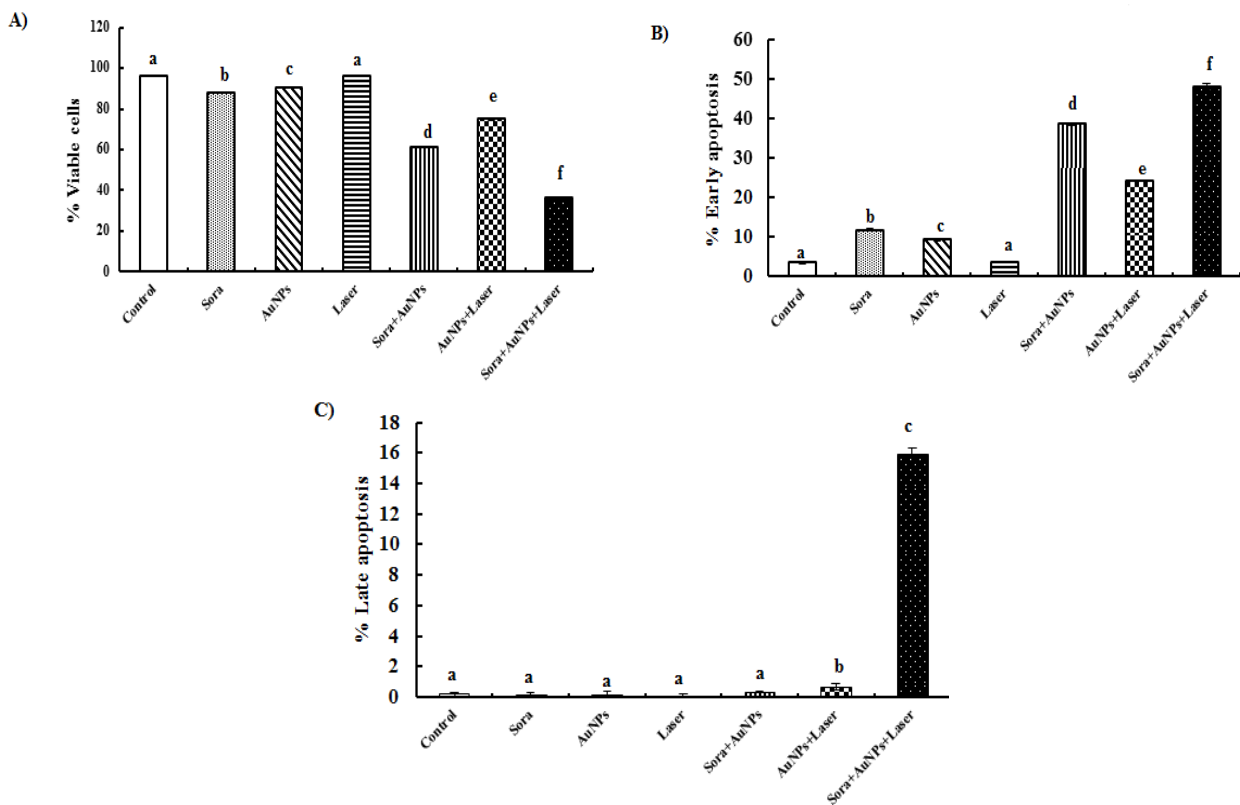 A)
% Viable cells
120
100
80
60
40
20
0
a
b
c
a
d
e
f
Control
Sora
AuNPs
Laser
Sora+AuNPs
AuNPs+Laser
Sora+AuNPs+Laser
B)
% Early apoptosis
60
50
40
30
20
10
0
a
b
c
a
d
e
f
Control
Sora
AuNPs
Laser
Sora+AuNPs
AuNPs+Laser
Sora+AuNPs+Laser
C)
% Late apoptosis
18
16
14
12
10
8
6
4
2
0
a
a
a
a
a
b
c
Control
Sora
AuNPs
Laser
Sora+AuNPs
AuNPs+Laser
Sora+AuNPs+Laser